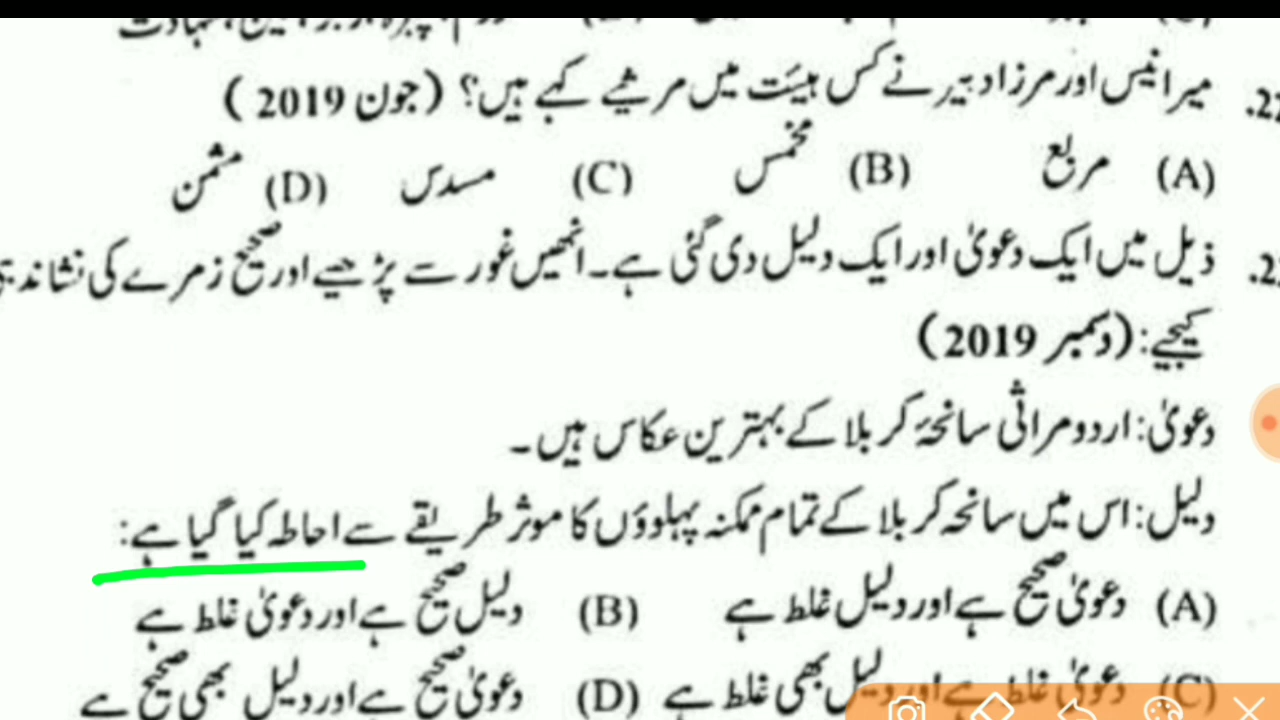 شہادت
22. میر انیس اور مرزا دبیر نے کس ہیئت میں مرثیے کہے ہیں؟ (جون 2019)
(A) مربع (B) مخمس (C) مسدس (D) مثمن
ذیل میں ایک دعویٰ اور ایک دلیل دی گئی ہے۔ انھیں غور سے پڑھیے اور صحیح زمرے کی
کیجیے: (دسمبر 2019)
دعویٰ: اردو مراثی سانحۂ کربلا کے بہترین عکاس ہیں۔
دلیل: اس میں سانحہ کربلا کے تمام ممکنہ پہلوؤں کا موثر طریقے سے احاطہ کیا گیا ہے:
(A) دعویٰ صحیح ہے اور دلیل غلط ہے (B) دلیل صحیح ہے اور دعویٰ غلط ہے
(C) دعویٰ غلط ہے اور دلیل بھی غلط ہے (D) دعویٰ صحیح ہے اور دلیل بھی صحیح ہے